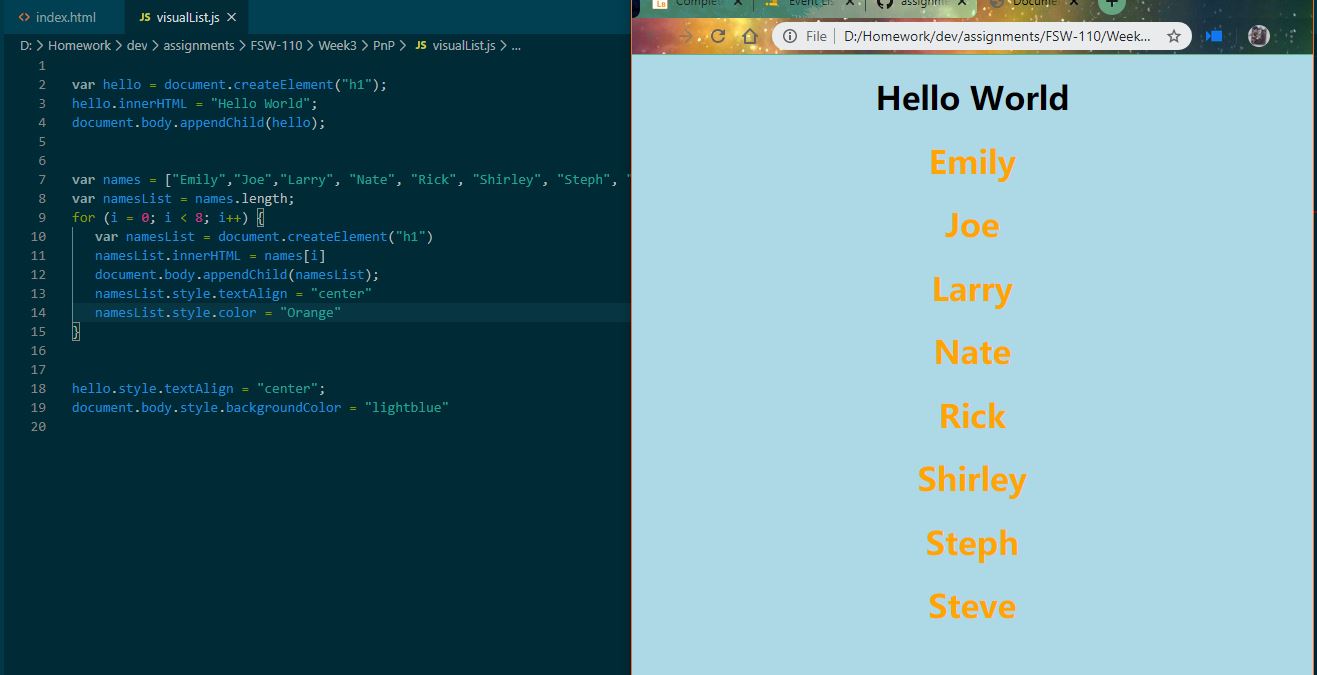 index.html
JS visualList.js
D: > Homework > dev > assignments > FSW-110 > Week3 > PnP > JS visualList.js > ...
1
2 var hello = document.createElement("h1");
3 hello.innerHTML = "Hello World";
4 document.body.appendChild(hello);
5
6
7 var names = ["Emily","Joe","Larry", "Nate", "Rick", "Shirley", "Steph", "
8 var namesList = names.length;
9 for (i = 0; i < 8; i++) {
10 var namesList = document.createElement("h1")
11 namesList.innerHTML = names[i]
12 document.body.appendChild(namesList);
13 namesList.style.textAlign = "center"
14 namesList.style.color = "Orange"
15 }
16
17
18 hello.style.textAlign = "center";
19 document.body.style.backgroundColor = "lightblue"
20
Complet
Event Lis
assignme
Docume
File D:/Homework/dev/assignments/FSW-110/Week...
Hello World
Emily
Joe
Larry
Nate
Rick
Shirley
Steph
Steve